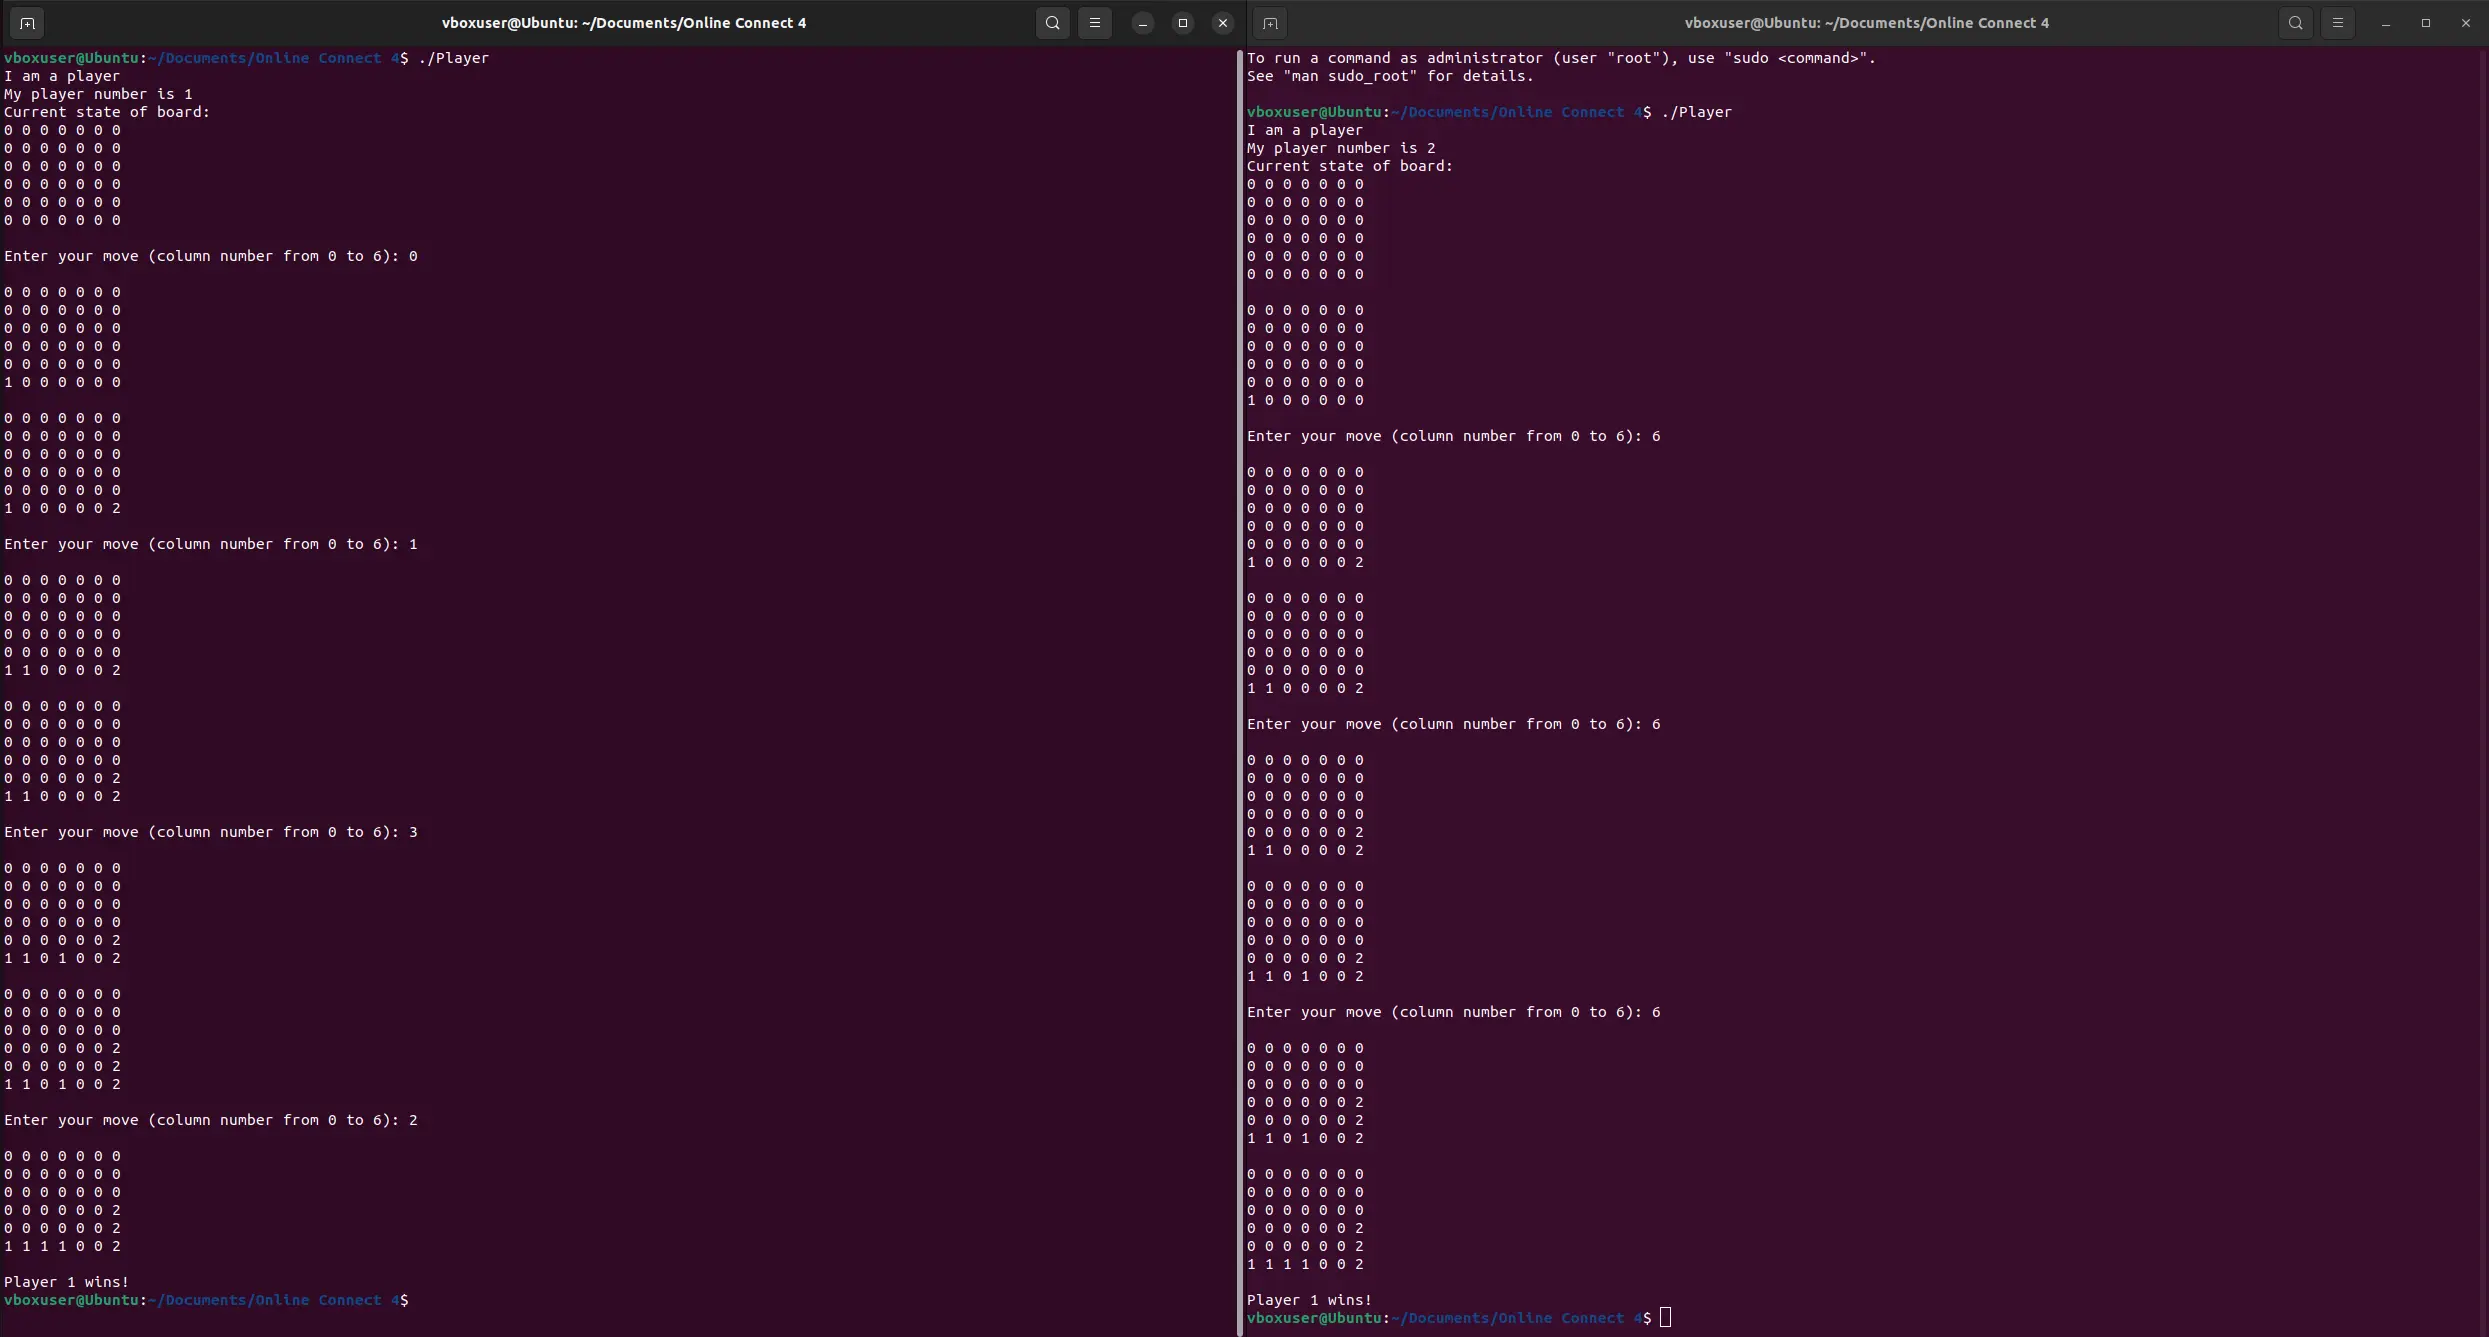 vboxuser@Ubuntu: ~/Documents/Online Connect 4
vboxuser@Ubuntu:~/Documents/Online Connect 4$ ./Player
I am a player
My player number is 1
Current state of board:
0 0 0 0 0 0 0
0 0 0 0 0 0 0
0 0 0 0 0 0 0
0 0 0 0 0 0 0
0 0 0 0 0 0 0
0 0 0 0 0 0 0
Enter your move (column number from 0 to 6): 0
0 0 0 0 0 0 0
0 0 0 0 0 0 0
0 0 0 0 0 0 0
0 0 0 0 0 0 0
0 0 0 0 0 0 0
1 0 0 0 0 0 0
0 0 0 0 0 0 0
0 0 0 0 0 0 0
0 0 0 0 0 0 0
0 0 0 0 0 0 0
0 0 0 0 0 0 0
1 0 0 0 0 0 2
Enter your move (column number from 0 to 6): 1
0 0 0 0 0 0 0
0 0 0 0 0 0 0
0 0 0 0 0 0 0
0 0 0 0 0 0 0
0 0 0 0 0 0 0
1 1 0 0 0 0 2
0 0 0 0 0 0 0
0 0 0 0 0 0 0
0 0 0 0 0 0 0
0 0 0 0 0 0 0
0 0 0 0 0 0 2
1 1 0 0 0 0 2
Enter your move (column number from 0 to 6): 3
0 0 0 0 0 0 0
0 0 0 0 0 0 0
0 0 0 0 0 0 0
0 0 0 0 0 0 0
0 0 0 0 0 0 2
1 1 0 1 0 0 2
0 0 0 0 0 0 0
0 0 0 0 0 0 0
0 0 0 0 0 0 0
0 0 0 0 0 0 2
0 0 0 0 0 0 2
1 1 0 1 0 0 2
Enter your move (column number from 0 to 6): 2
0 0 0 0 0 0 0
0 0 0 0 0 0 0
0 0 0 0 0 0 0
0 0 0 0 0 0 2
0 0 0 0 0 0 2
1 1 1 1 0 0 2
Player 1 wins!
vboxuser@Ubuntu:~/Documents/Online Connect 4$
vboxuser@Ubuntu: ~/Documents/Online Connect 4
To run a command as administrator (user "root"), use "sudo <command>".
See "man sudo_root" for details.
vboxuser@Ubuntu:~/Documents/Online Connect 4$ ./Player
I am a player
My player number is 2
Current state of board:
0 0 0 0 0 0 0
0 0 0 0 0 0 0
0 0 0 0 0 0 0
0 0 0 0 0 0 0
0 0 0 0 0 0 0
0 0 0 0 0 0 0
0 0 0 0 0 0 0
0 0 0 0 0 0 0
0 0 0 0 0 0 0
0 0 0 0 0 0 0
0 0 0 0 0 0 0
1 0 0 0 0 0 0
Enter your move (column number from 0 to 6): 6
0 0 0 0 0 0 0
0 0 0 0 0 0 0
0 0 0 0 0 0 0
0 0 0 0 0 0 0
0 0 0 0 0 0 0
1 0 0 0 0 0 2
0 0 0 0 0 0 0
0 0 0 0 0 0 0
0 0 0 0 0 0 0
0 0 0 0 0 0 0
0 0 0 0 0 0 0
1 1 0 0 0 0 2
Enter your move (column number from 0 to 6): 6
0 0 0 0 0 0 0
0 0 0 0 0 0 0
0 0 0 0 0 0 0
0 0 0 0 0 0 0
0 0 0 0 0 0 2
1 1 0 0 0 0 2
0 0 0 0 0 0 0
0 0 0 0 0 0 0
0 0 0 0 0 0 0
0 0 0 0 0 0 0
0 0 0 0 0 0 2
1 1 0 1 0 0 2
Enter your move (column number from 0 to 6): 6
0 0 0 0 0 0 0
0 0 0 0 0 0 0
0 0 0 0 0 0 0
0 0 0 0 0 0 2
0 0 0 0 0 0 2
1 1 0 1 0 0 2
0 0 0 0 0 0 0
0 0 0 0 0 0 0
0 0 0 0 0 0 0
0 0 0 0 0 0 2
0 0 0 0 0 0 2
1 1 1 1 0 0 2
Player 1 wins!
vboxuser@Ubuntu:~/Documents/Online Connect 4$